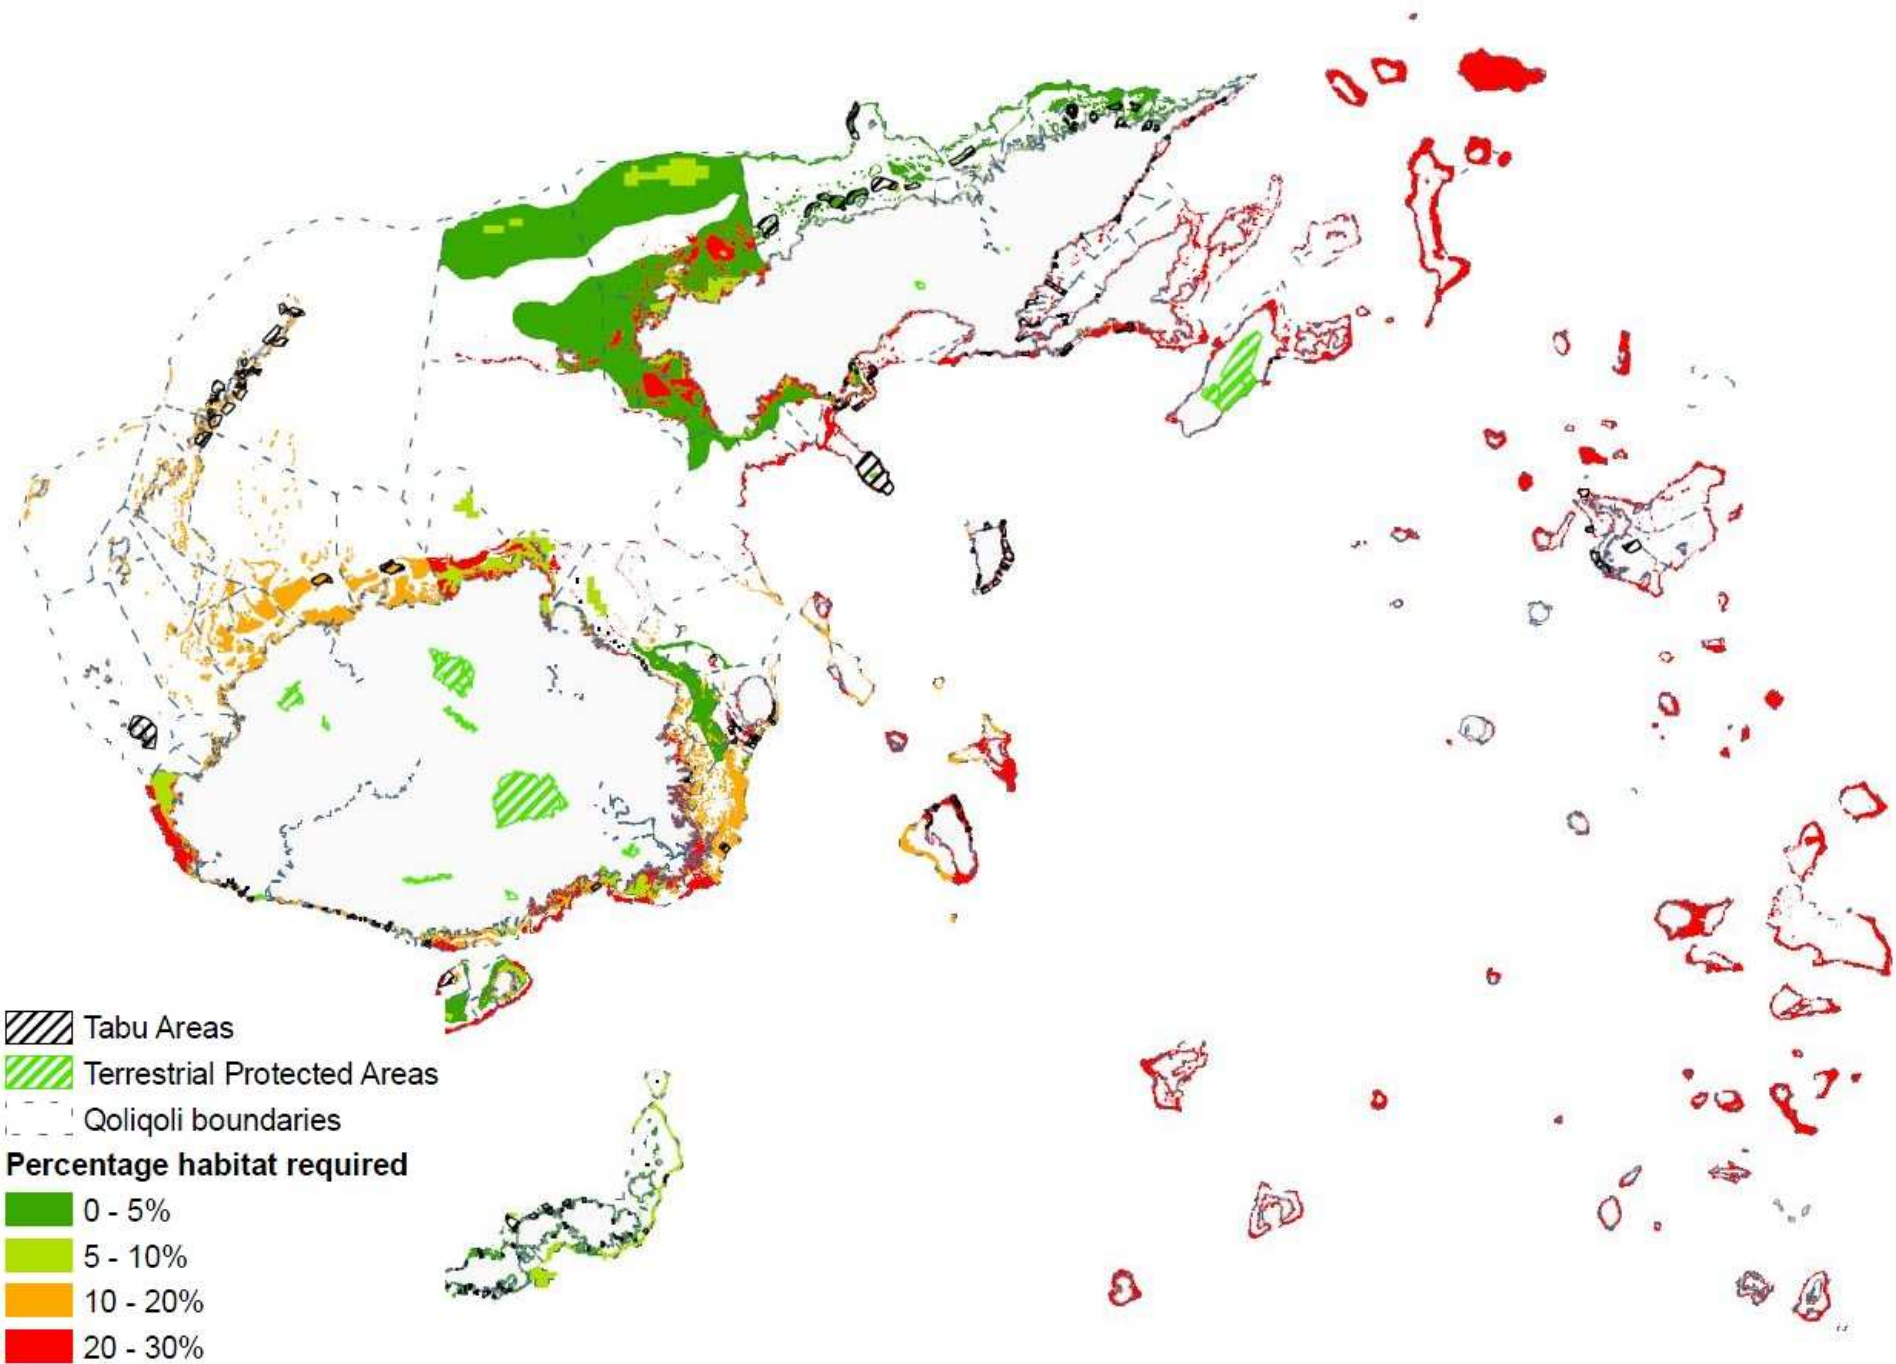 Tabu Areas
Terrestrial Protected Areas
Qoliqoli boundaries
Percentage habitat required
0 - 5%
5 - 10%
10 - 20%
20 - 30%